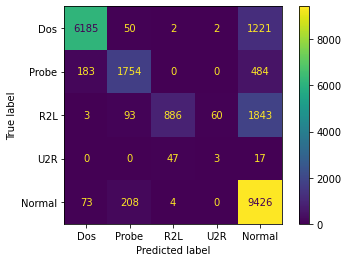 Dos 6185 50 2 2 1221
Probe 183 1754 0 0 484
R2L 3 93 886 60 1843
U2R 0 0 47 3 17
Normal 73 208 4 0 9426
Dos Probe R2L U2R Normal
Predicted label
True label
8000
6000
4000
2000
0